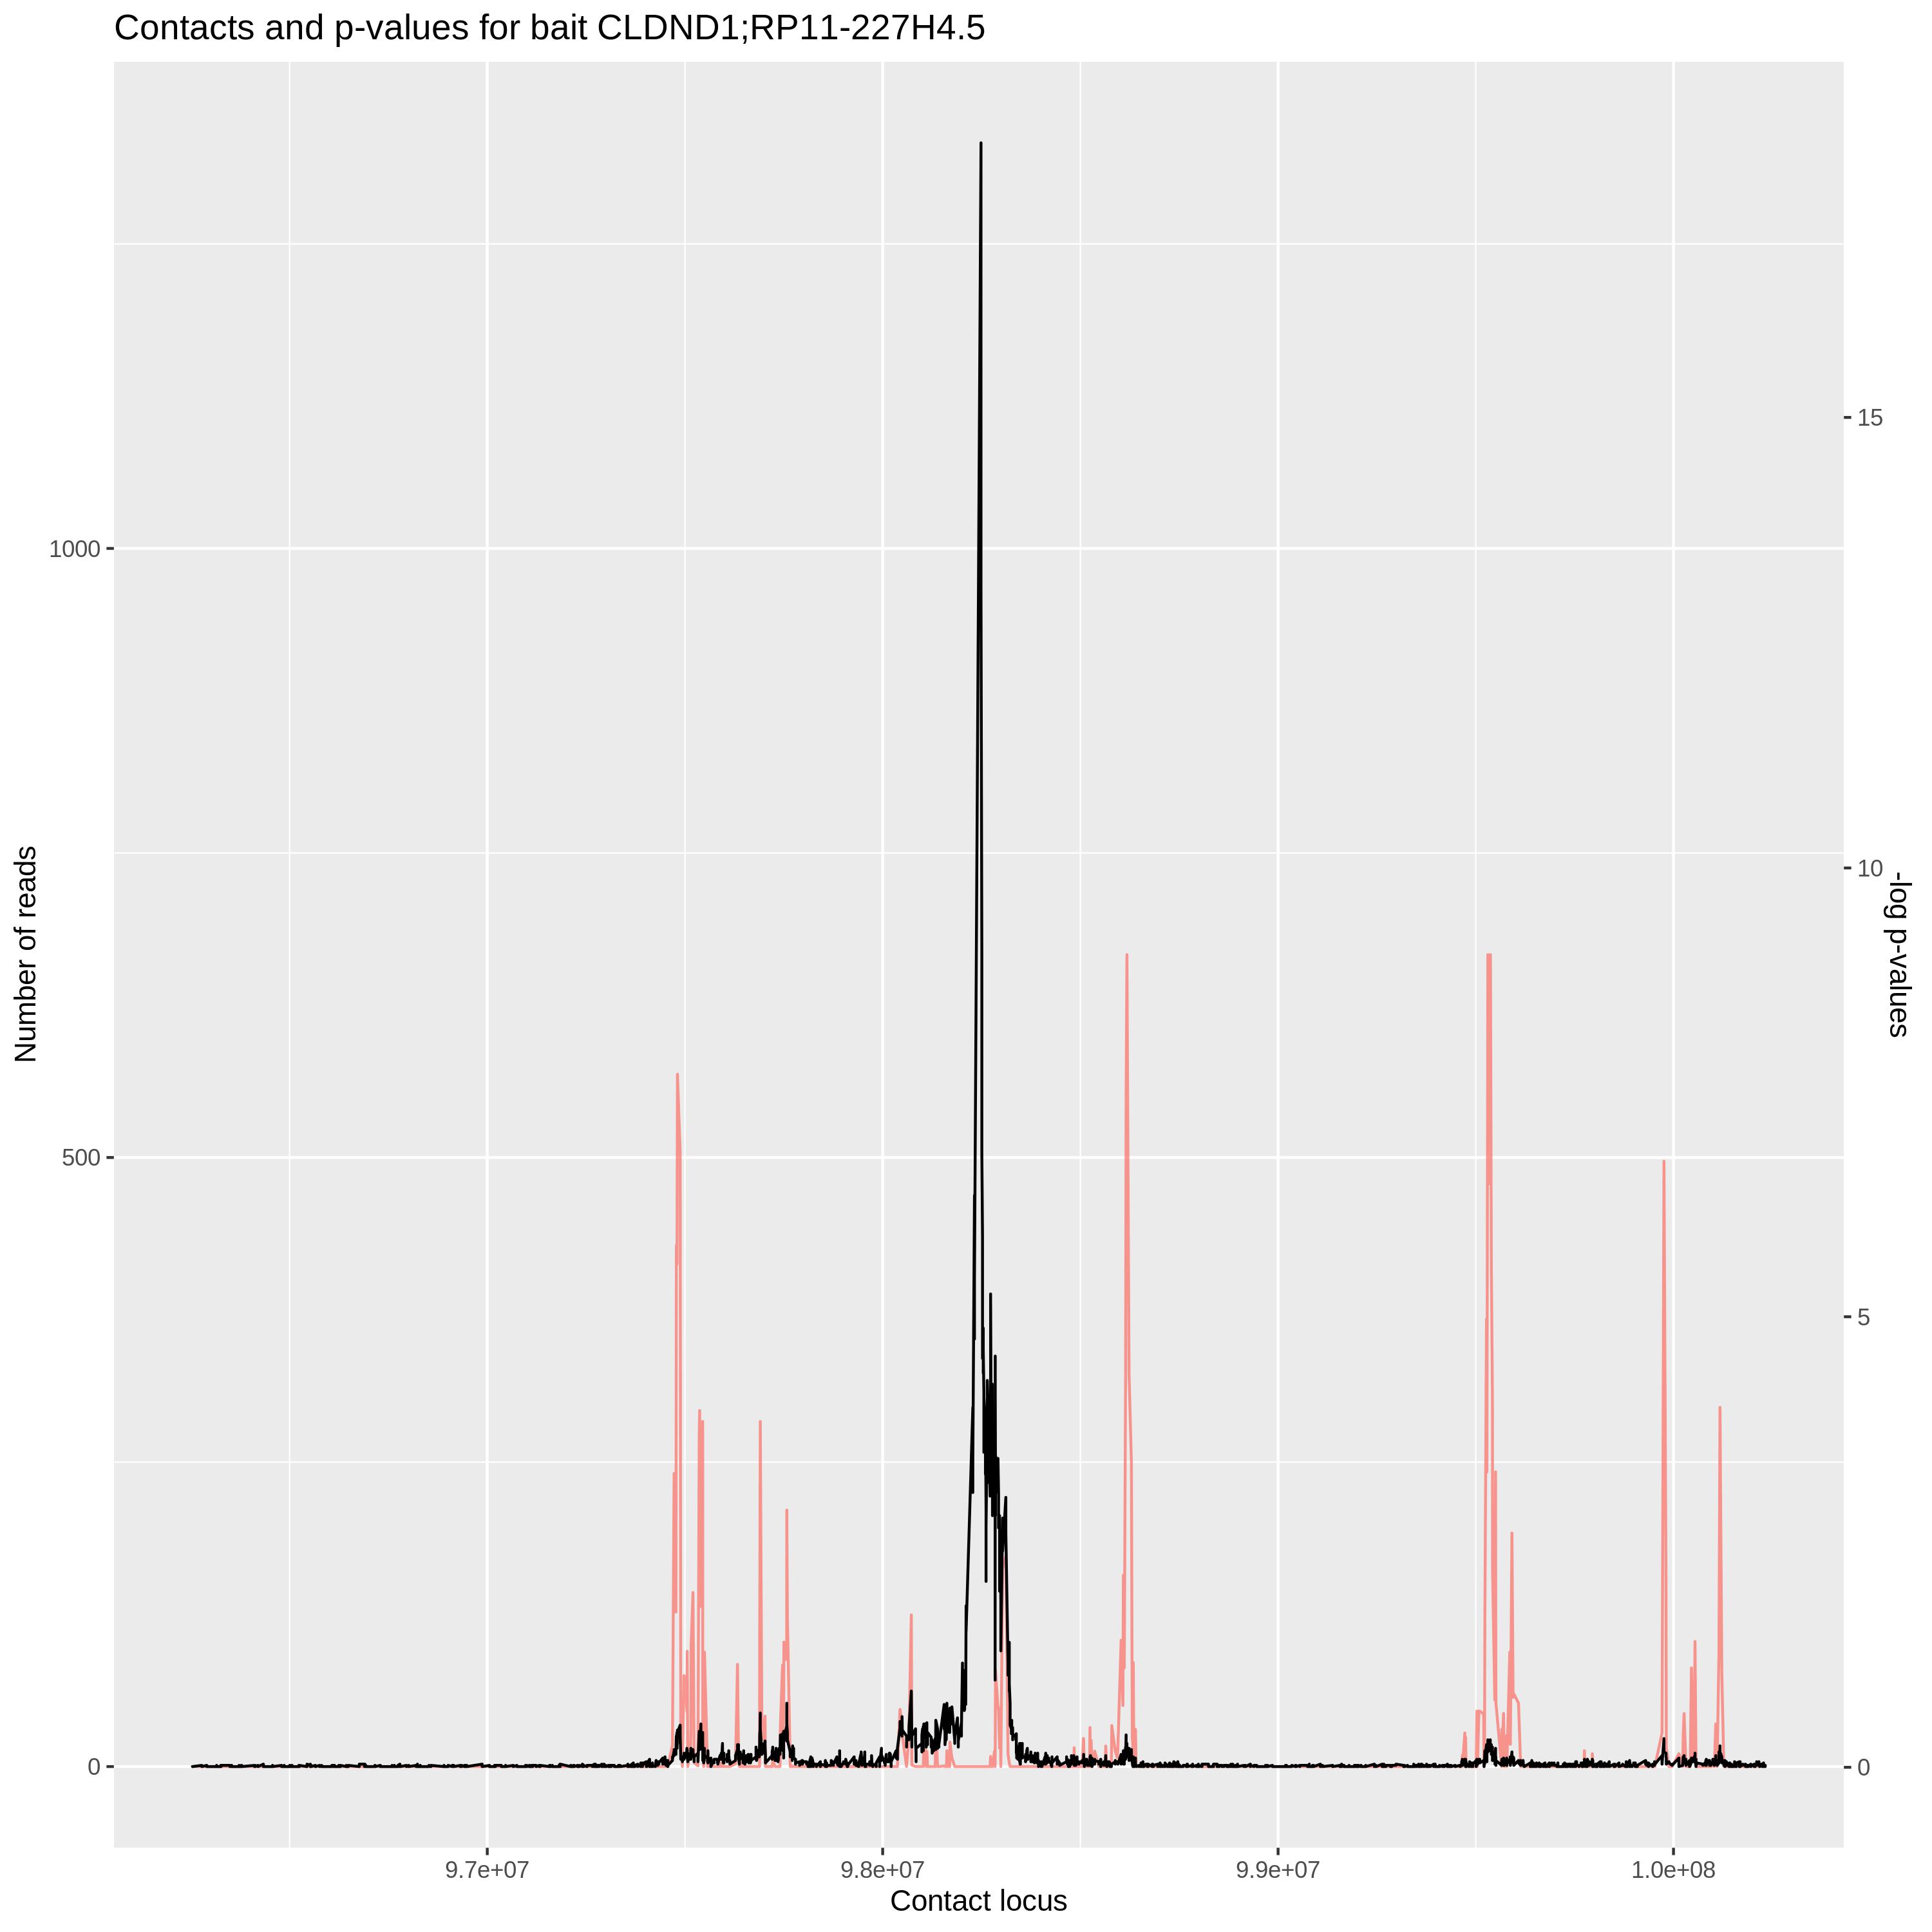 Contacts and p-values for bait CLDND1;RP11-227H4.5
Number of reads
1000
500
0
15
10
5
0
-log p-values
9.7e+07
9.8e+07
9.9e+07
1.0e+08
Contact locus